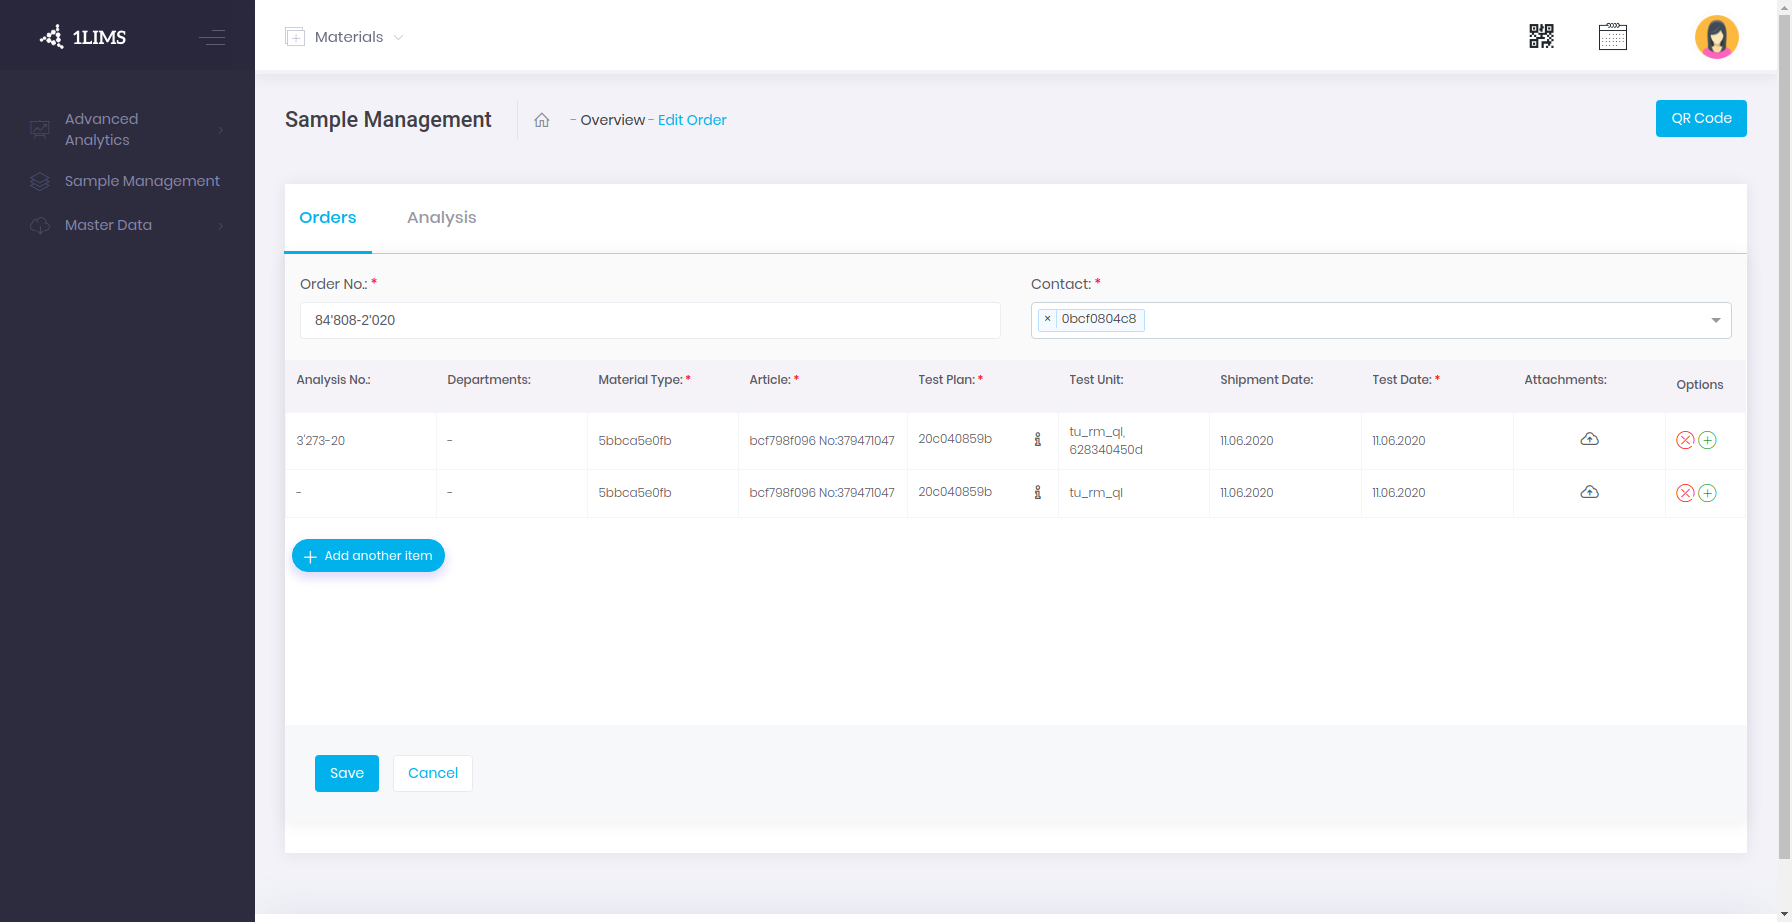 1LIMS
Materials
Advanced
Analytics
Sample Management
Master Data
Sample Management
- Overview - Edit Order
QR Code
Orders
Analysis
Order No.: *
Contact: *
84'808-2'020
× 0bcf0804c8
Analysis No.: Departments: Material Type: * Article: * Test Plan: * Test Unit: Shipment Date: Test Date: * Attachments: Options
3'273-20 - 5bbca5e0fb bcf798f096 No:379471047 20c040859b tu_rm_ql, 11.06.2020 11.06.2020
628340450d
- - 5bbca5e0fb bcf798f096 No:379471047 20c040859b tu_rm_ql 11.06.2020 11.06.2020
Add another item
Save
Cancel